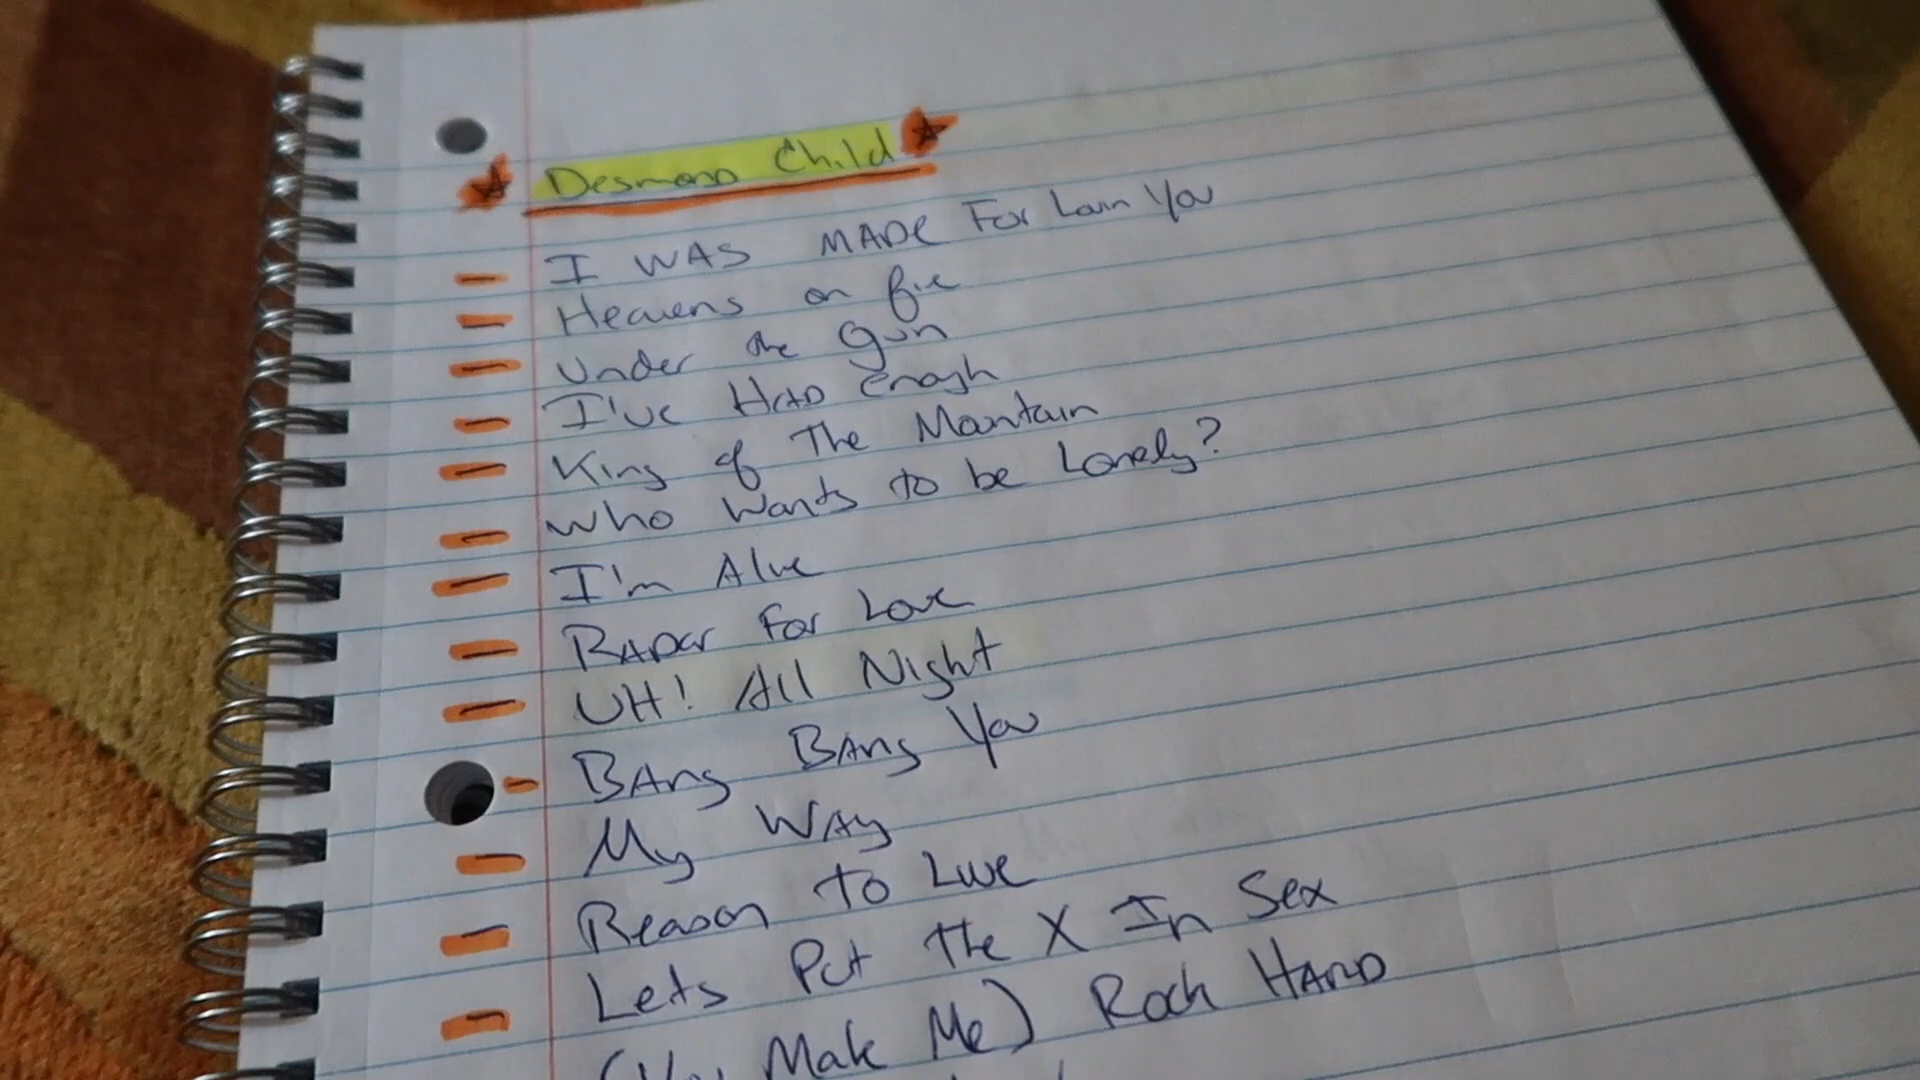 Desmond Child
I WAS MADE For Lovin You
Heavens on fire
Under the Gun
I've HAD Enough
King of The Mountain
Who Wants to be Lonely?
I'm Alive
RADar For Love
UH! All Night
BAng BAng You
My WAy
Reason to Live
Lets Put the X In Sex
(You Make Me) Rock HARD